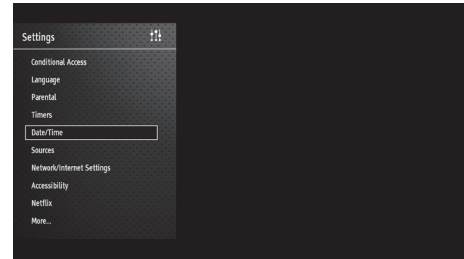 Settings
Conditional Access
Language
Parental
Timers
Date/Time
Sources
Network/Internet Settings
Accessibility
Netflix
More...